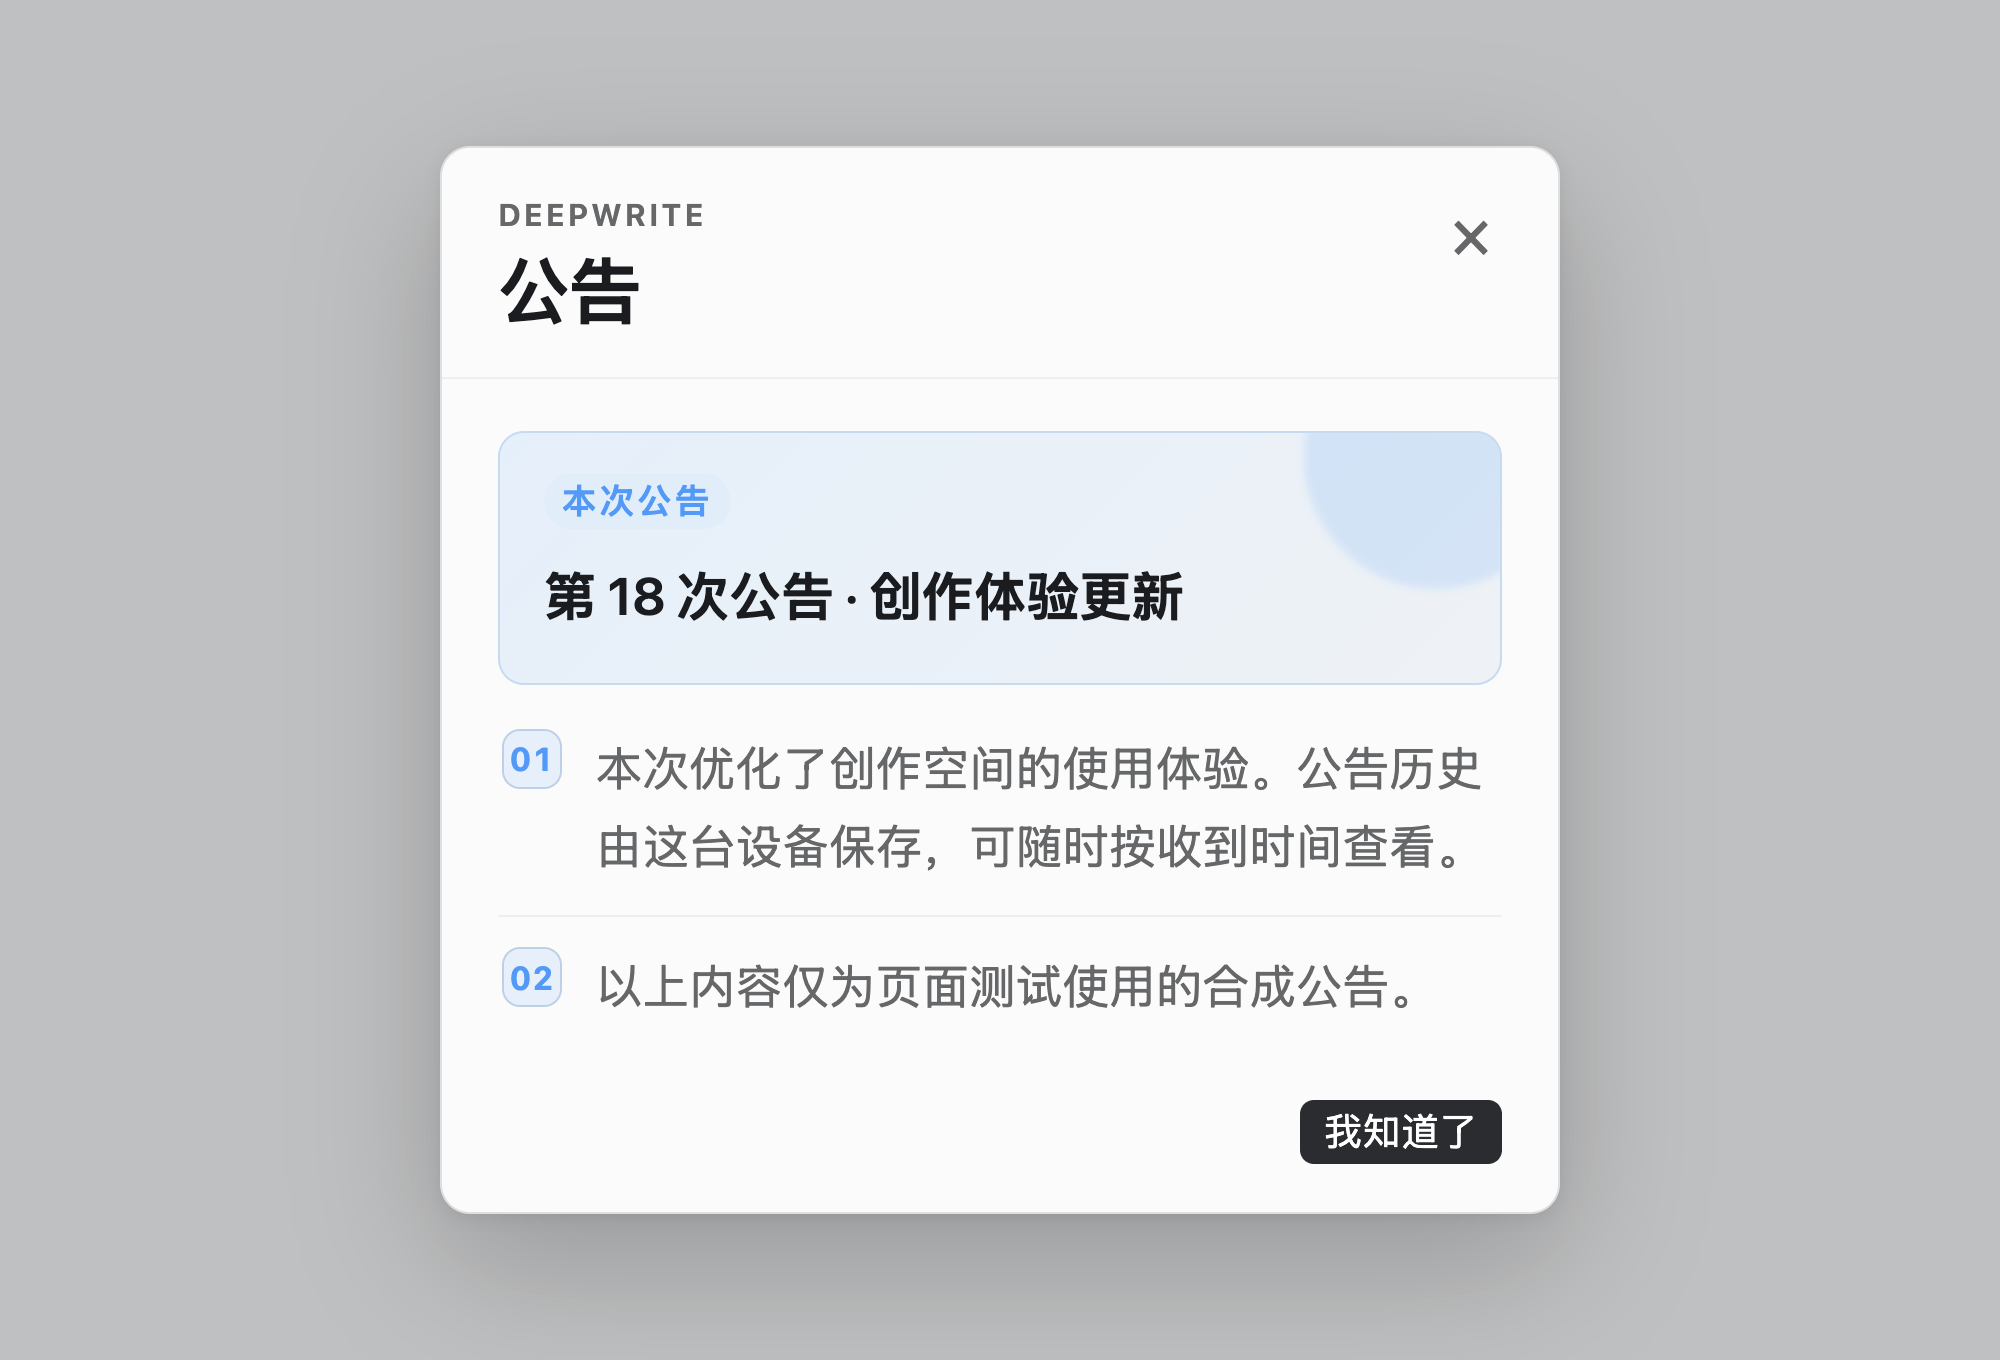 DEEPWRITE
公告
本次公告
第 18 次公告 · 创作体验更新
01 本次优化了创作空间的使用体验。公告历史
由这台设备保存，可随时按收到时间查看。
02 以上内容仅为页面测试使用的合成公告。
我知道了